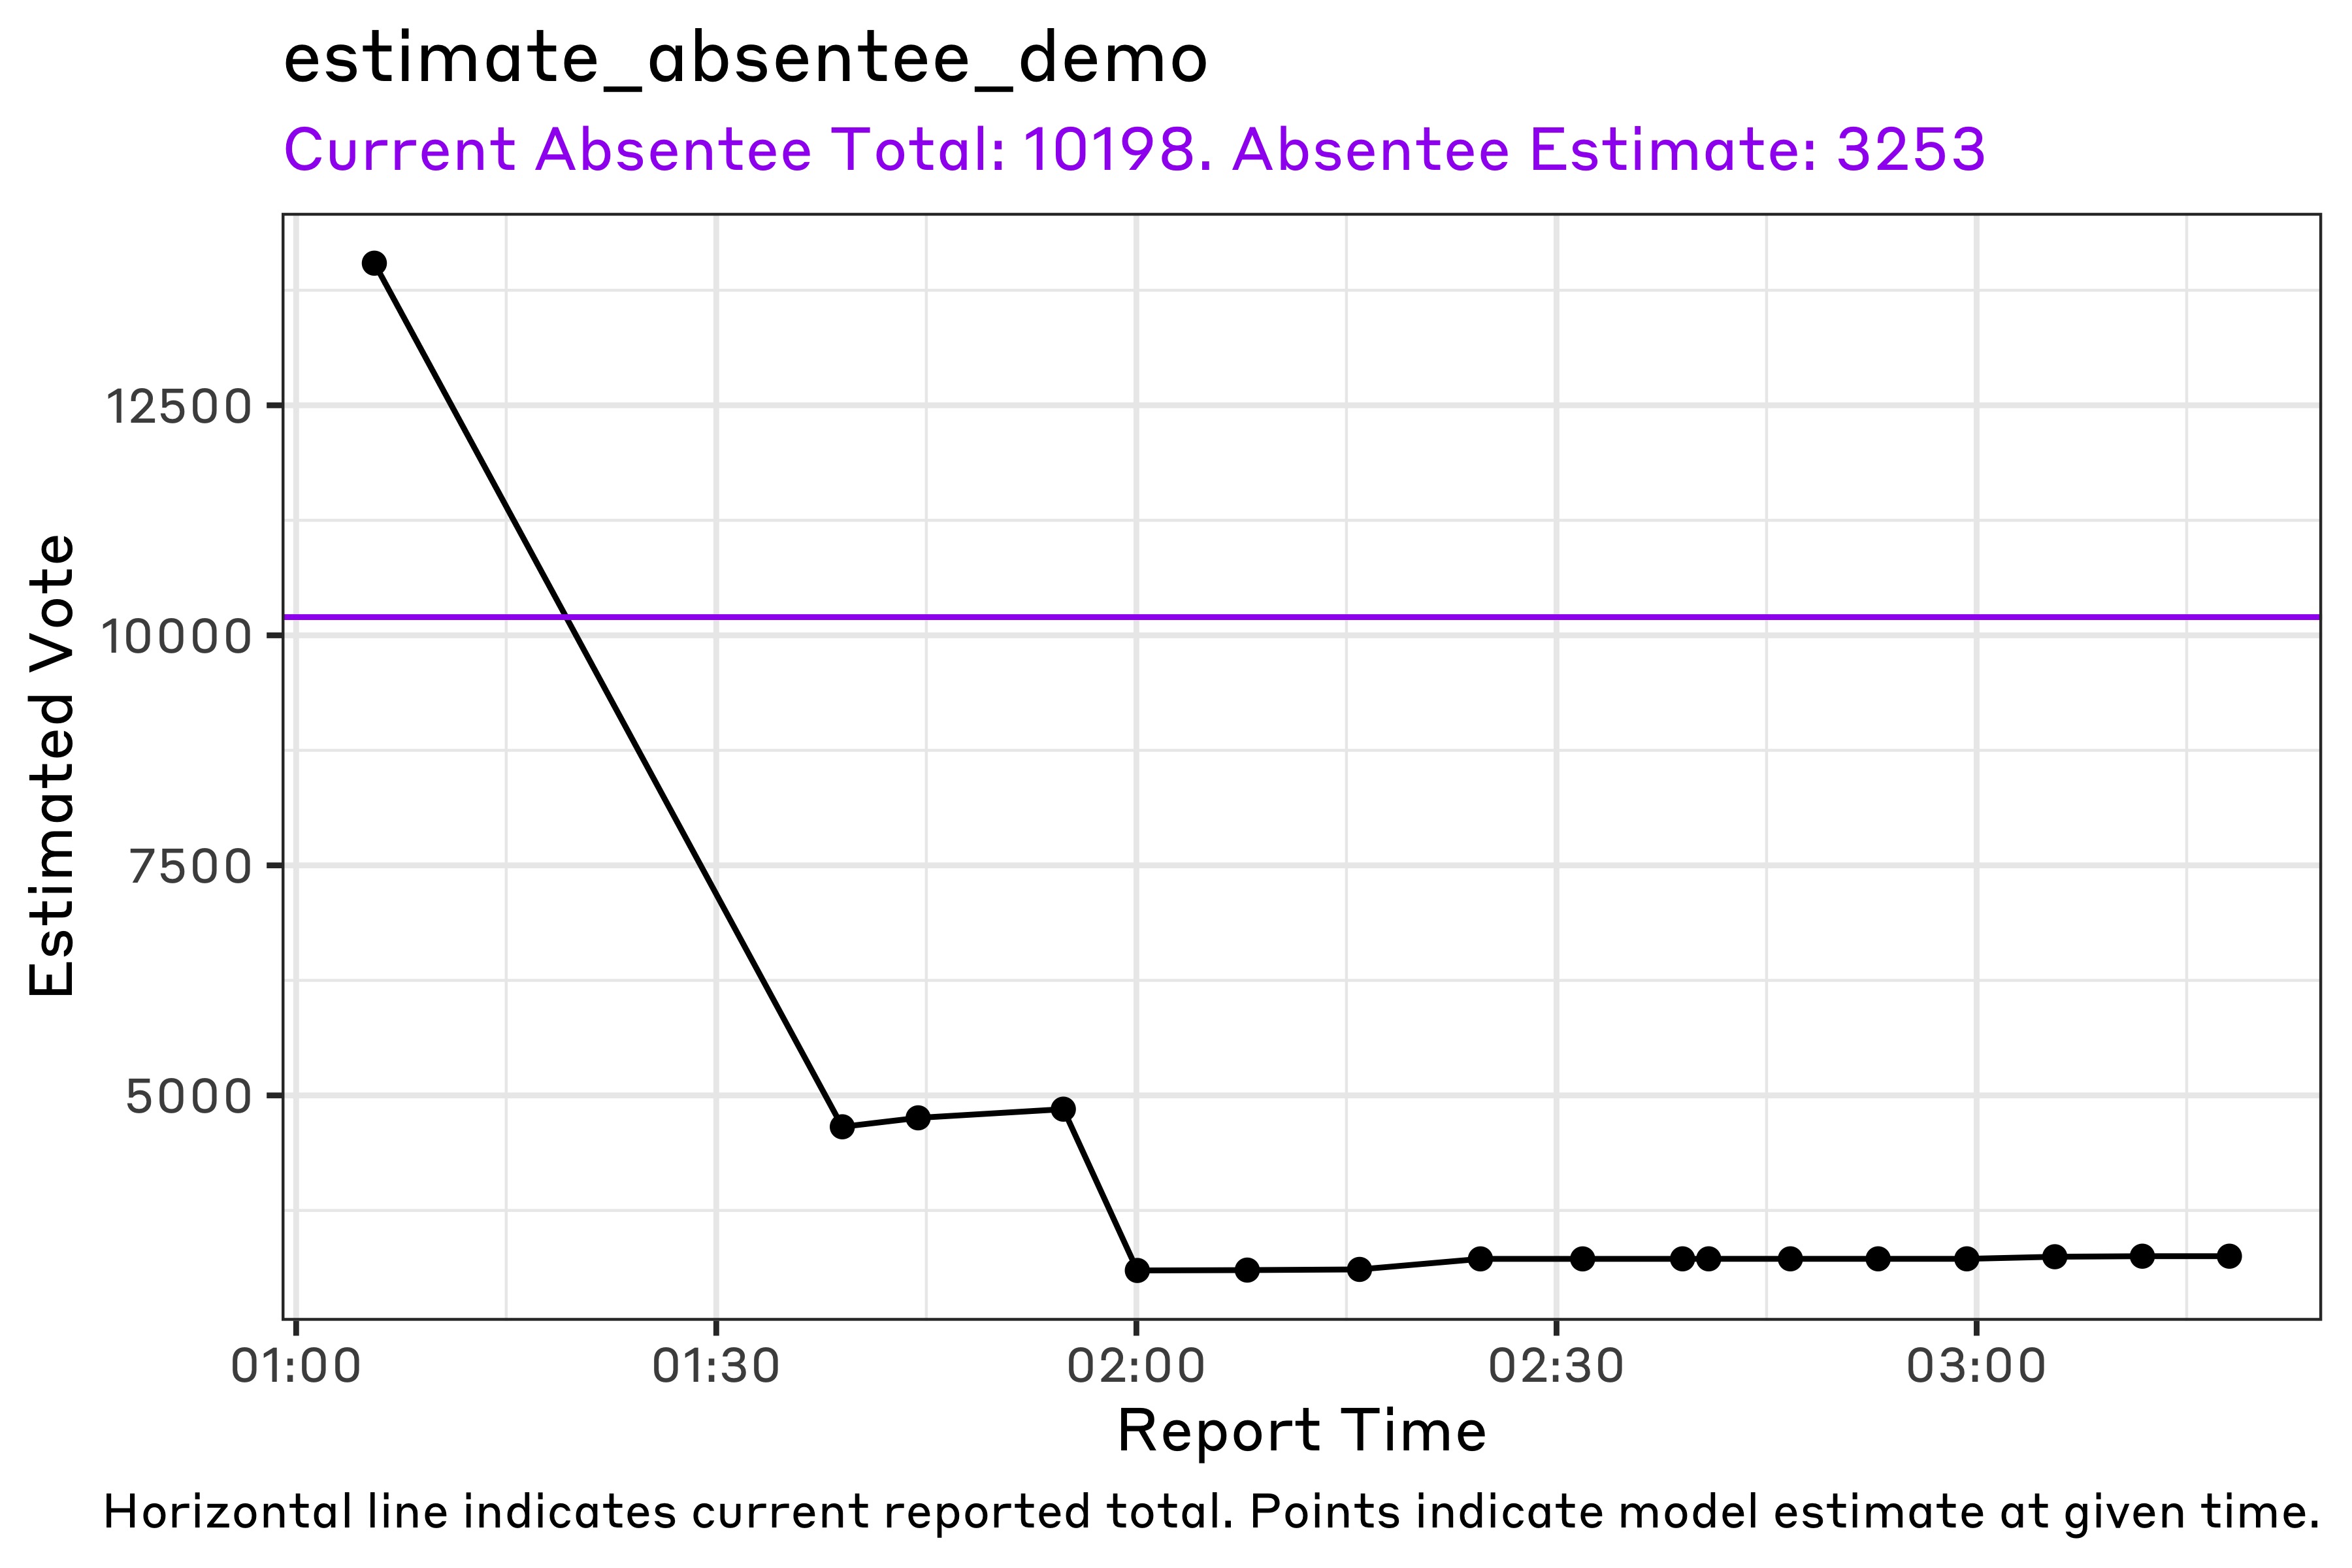 estimate_absentee_demo
Current Absentee Total: 10198. Absentee Estimate: 3253
Estimated Vote
12500
10000
7500
5000
01:00 01:30 02:00 02:30 03:00
Report Time
Horizontal line indicates current reported total. Points indicate model estimate at given time.